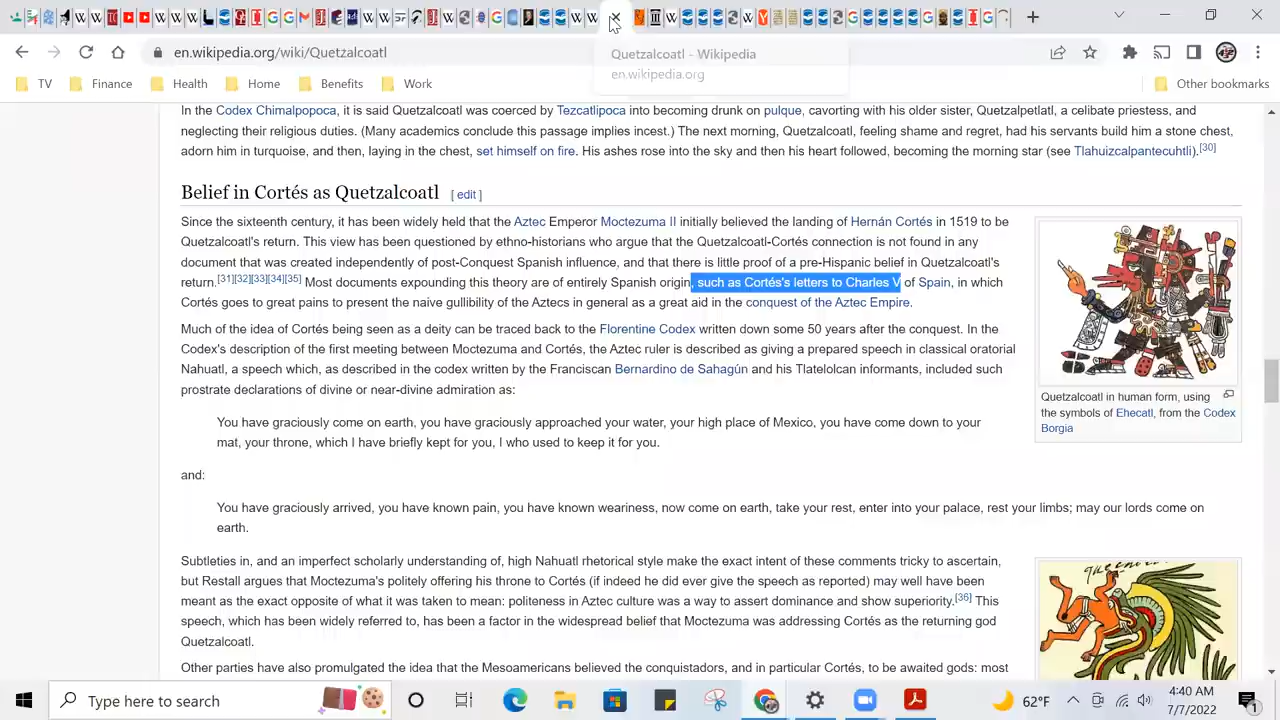 en.wikipedia.org/wiki/Quetzalcoatl
Quetzalcoatl - Wikipedia
en.wikipedia.org
TV
Finance
Health
Home
Benefits
Work
Other bookmarks
In the Codex Chimalpopoca, it is said Quetzalcoatl was coerced by Tezcatlipoca into becoming drunk on pulque, cavorting with his older sister, Quetzalpetlatl, a celibate priestess, and
neglecting their religious duties. (Many academics conclude this passage implies incest.) The next morning, Quetzalcoatl, feeling shame and regret, had his servants build him a stone chest,
adorn him in turquoise, and then, laying in the chest, set himself on fire. His ashes rose into the sky and then his heart followed, becoming the morning star (see Tlahuizcalpantecuhtli).[30]
Belief in Cortés as Quetzalcoatl [ edit ]
Since the sixteenth century, it has been widely held that the Aztec Emperor Moctezuma II initially believed the landing of Hernán Cortés in 1519 to be
Quetzalcoatl's return. This view has been questioned by ethno-historians who argue that the Quetzalcoatl-Cortés connection is not found in any
document that was created independently of post-Conquest Spanish influence, and that there is little proof of a pre-Hispanic belief in Quetzalcoatl's
return.[31][32][33][34][35] Most documents expounding this theory are of entirely Spanish origin, such as Cortés's letters to Charles V of Spain, in which
Cortés goes to great pains to present the naive gullibility of the Aztecs in general as a great aid in the conquest of the Aztec Empire.
Much of the idea of Cortés being seen as a deity can be traced back to the Florentine Codex written down some 50 years after the conquest. In the
Codex's description of the first meeting between Moctezuma and Cortés, the Aztec ruler is described as giving a prepared speech in classical oratorial
Nahuatl, a speech which, as described in the codex written by the Franciscan Bernardino de Sahagún and his Tlatelolcan informants, included such
prostrate declarations of divine or near-divine admiration as:
You have graciously come on earth, you have graciously approached your water, your high place of Mexico, you have come down to your
mat, your throne, which I have briefly kept for you, I who used to keep it for you.
and:
You have graciously arrived, you have known pain, you have known weariness, now come on earth, take your rest, enter into your palace, rest your limbs; may our lords come on
earth.
Subtleties in, and an imperfect scholarly understanding of, high Nahuatl rhetorical style make the exact intent of these comments tricky to ascertain,
but Restall argues that Moctezuma's politely offering his throne to Cortés (if indeed he did ever give the speech as reported) may well have been
meant as the exact opposite of what it was taken to mean: politeness in Aztec culture was a way to assert dominance and show superiority.[36] This
speech, which has been widely referred to, has been a factor in the widespread belief that Moctezuma was addressing Cortés as the returning god
Quetzalcoatl.
Other parties have also promulgated the idea that the Mesoamericans believed the conquistadors, and in particular Cortés, to be awaited gods: most
Quetzalcoatl in human form, using
the symbols of Ehecatl, from the Codex
Borgia
Type here to search
62°F
4:40 AM
7/7/2022
1